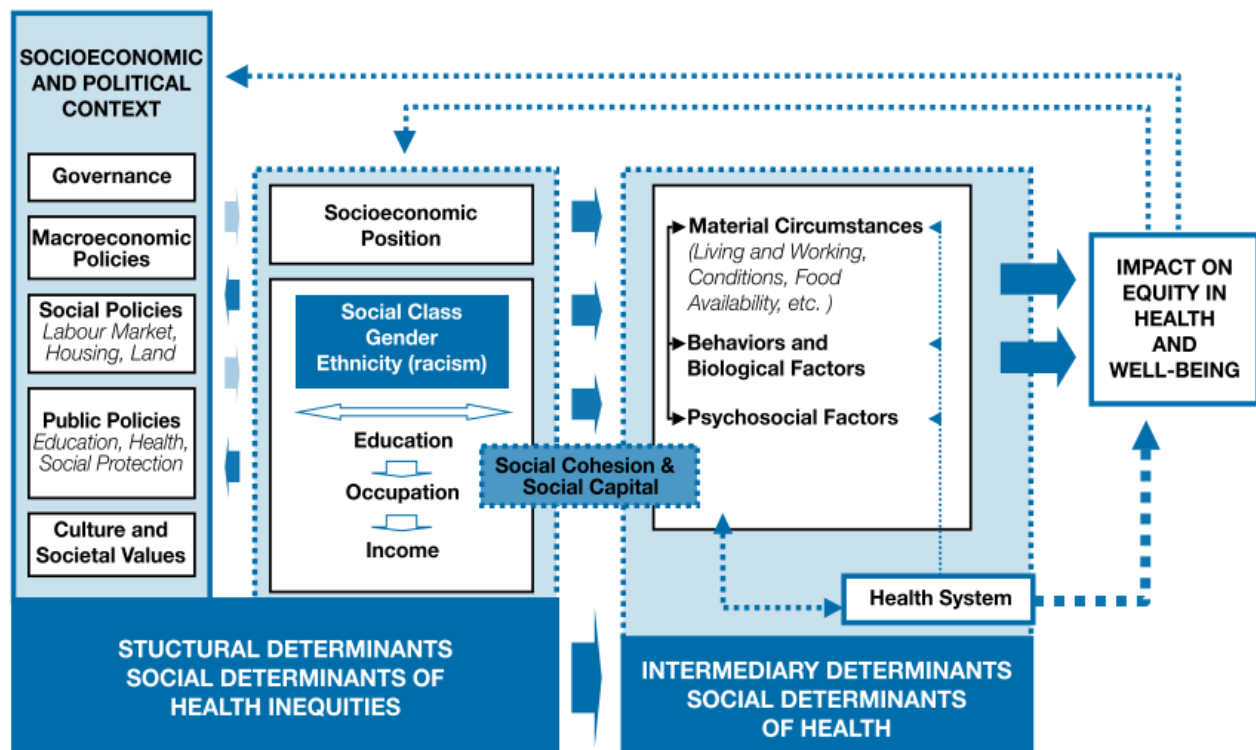 SOCIOECONOMIC
AND POLITICAL
CONTEXT
Governance
Macroeconomic
Policies
Social Policies
Labour Market,
Housing, Land
Public Policies
Education, Health,
Social Protection
Culture and
Societal Values
Socioeconomic
Position
Social Class
Gender
Ethnicity (racism)
Education
Occupation
Income
Social Cohesion &
Social Capital
Material Circumstances
(Living and Working,
Conditions, Food
Availability, etc. )
Behaviors and
Biological Factors
Psychosocial Factors
Health System
IMPACT ON
EQUITY IN
HEALTH
AND
WELL-BEING
STUCTURAL DETERMINANTS
SOCIAL DETERMINANTS OF
HEALTH INEQUITIES
INTERMEDIARY DETERMINANTS
SOCIAL DETERMINANTS
OF HEALTH